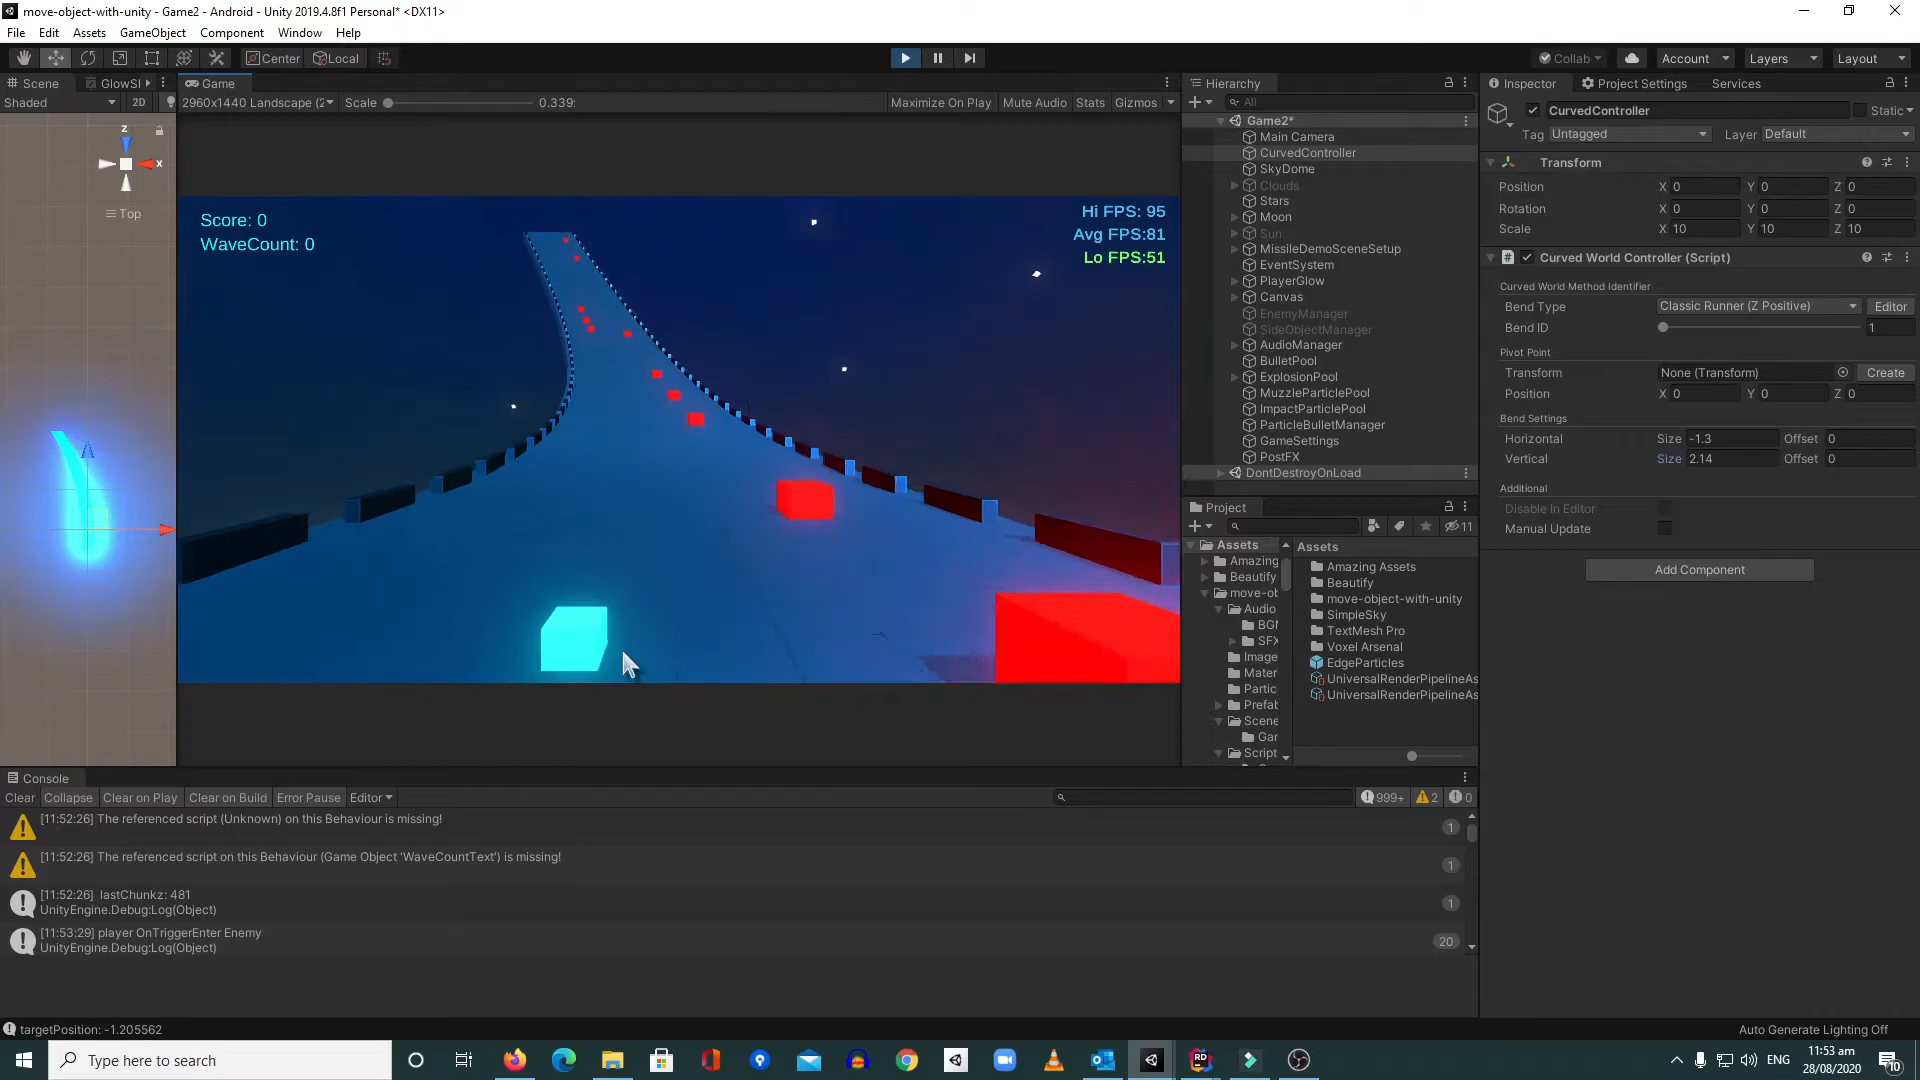 move-object-with-unity - Game2 - Android - Unity 2019.4.8f1 Personal* <DX11>
File Edit Assets GameObject Component Window Help
Center Local
Collab Account Layers Layout
Scene GlowSl Game
Shaded 2D 2960x1440 Landscape (2 Scale 0.339: Maximize On Play Mute Audio Stats Gizmos
z
x
Top
Score: 0
WaveCount: 0
Hi FPS: 95
Avg FPS:81
Lo FPS:51
Hierarchy
All
Game2*
Main Camera
CurvedController
SkyDome
Clouds
Stars
Moon
Sun
MissileDemoSceneSetup
EventSystem
PlayerGlow
Canvas
EnemyManager
SideObjectManager
AudioManager
BulletPool
ExplosionPool
MuzzleParticlePool
ImpactParticlePool
ParticleBulletManager
GameSettings
PostFX
DontDestroyOnLoad
Project
11
Assets
Amazing
Beautify
move-ob
Audio
BGI
SFX
Image
Mater
Partic
Prefab
Scene
Gar
Script
Assets
Amazing Assets
Beautify
move-object-with-unity
SimpleSky
TextMesh Pro
Voxel Arsenal
EdgeParticles
UniversalRenderPipelineAs
UniversalRenderPipelineAs
Inspector Project Settings Services
CurvedController Static
Tag Untagged Layer Default
Transform
Position X 0 Y 0 Z 0
Rotation X 0 Y 0 Z 0
Scale X 10 Y 10 Z 10
# Curved World Controller (Script)
Curved World Method Identifier
Bend Type Classic Runner (Z Positive) Editor
Bend ID 1
Pivot Point
Transform None (Transform) Create
Position X 0 Y 0 Z 0
Bend Settings
Horizontal Size -1.3 Offset 0
Vertical Size 2.14 Offset 0
Additional
Disable In Editor
Manual Update
Add Component
Console
Clear Collapse Clear on Play Clear on Build Error Pause Editor 999+ 2 0
[11:52:26] The referenced script (Unknown) on this Behaviour is missing! 1
[11:52:26] The referenced script on this Behaviour (Game Object 'WaveCountText') is missing! 1
[11:52:26] lastChunkz: 481
UnityEngine.Debug:Log(Object) 1
[11:53:29] player OnTriggerEnter Enemy
UnityEngine.Debug:Log(Object) 20
targetPosition: -1.205562 Auto Generate Lighting Off
Type here to search
RD
ENG
11:53 am
28/08/2020
10